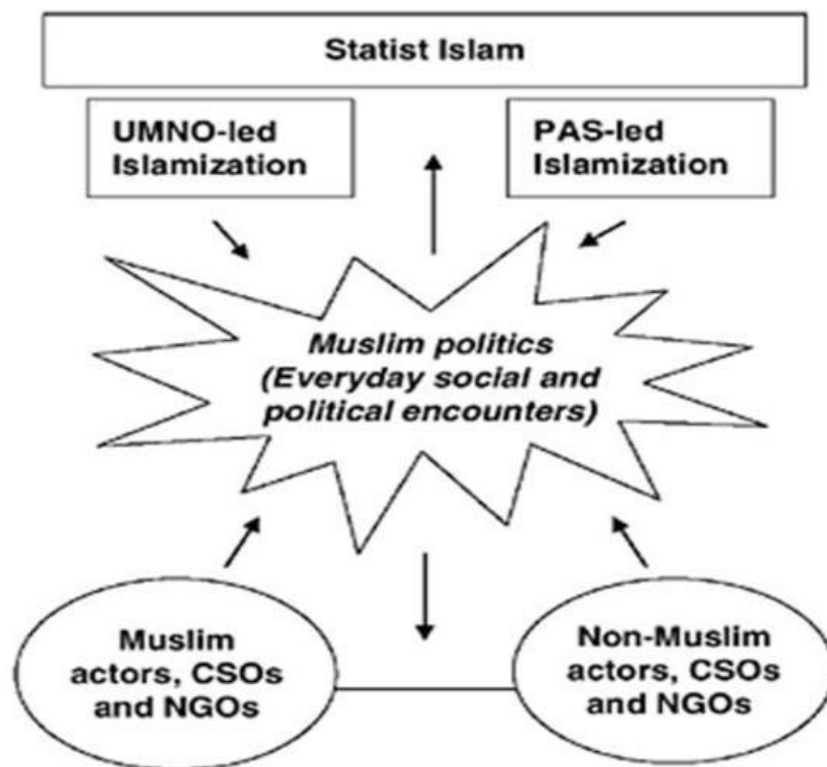 Statist Islam
UMNO-led
Islamization
PAS-led
Islamization
Muslim politics
(Everyday social and
political encounters)
Muslim
actors, CSOs
and NGOs
Non-Muslim
actors, CSOs
and NGOs